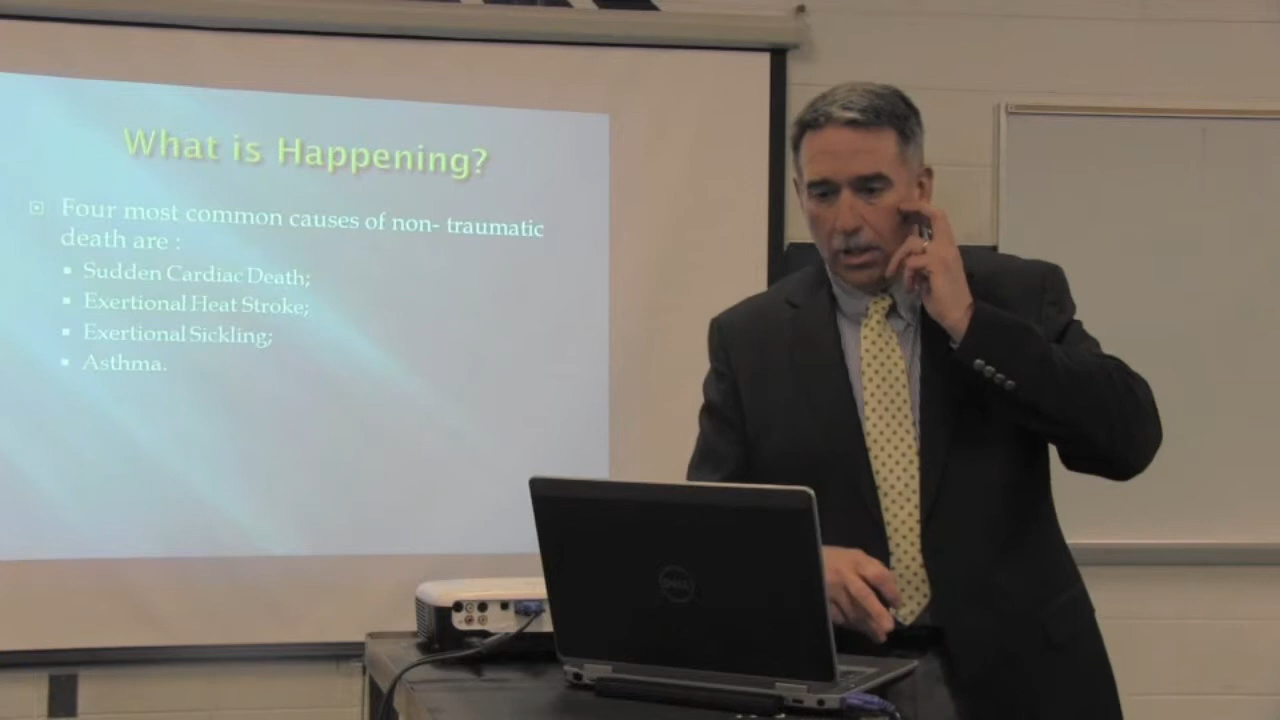 What is Happening?
Four most common causes of non- traumatic
death are :
Sudden Cardiac Death;
Exertional Heat Stroke;
Exertional Sickling;
Asthma.
DELL